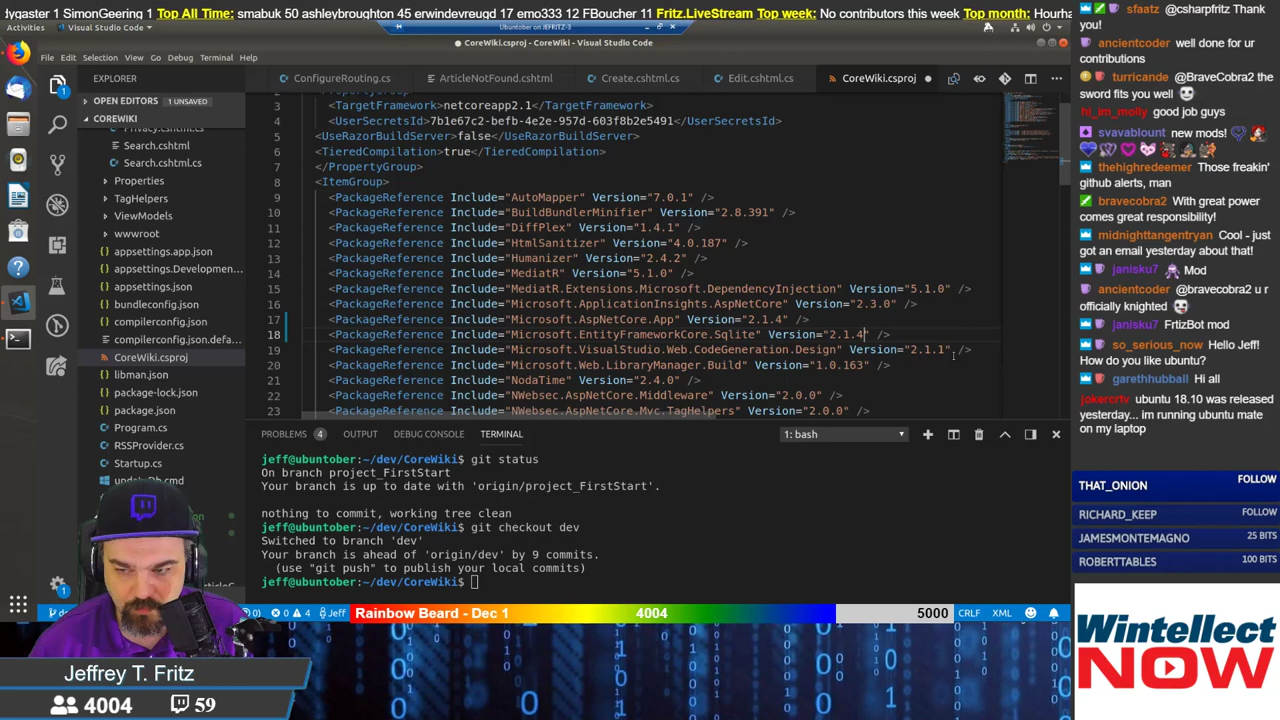 dygaster 1 SimonGeering 1 Top All Time: smabuk 50 ashleybroughton 45 erwindevreugd 17 emo333 12 FBoucher 11 Fritz.LiveStream Top week: No contributors this week Top month: Hourha
Activities Visual Studio Code
Ubuntober on JEFRITZ-3
CoreWiki.csproj - CoreWiki - Visual Studio Code
File Edit Selection View Go Debug Terminal Help
EXPLORER
OPEN EDITORS 1 UNSAVED
COREWIKI
Privacy.cshtml.cs
Search.cshtml
Search.cshtml.cs
Properties
TagHelpers
ViewModels
wwwroot
appsettings.app.json
appsettings.Developmen...
appsettings.json
bundleconfig.json
compilerconfig.json
compilerconfig.json.defa...
CoreWiki.csproj
libman.json
package-lock.json
package.json
Program.cs
RSSProvider.cs
Startup.cs
ConfigureRouting.cs ArticleNotFound.cshtml Create.cshtml.cs Edit.cshtml.cs CoreWiki.csproj
3 <TargetFramework>netcoreapp2.1</TargetFramework>
4 <UserSecretsId>7b1e67c2-befb-4e2e-957d-603f8b2e5491</UserSecretsId>
5 <UseRazorBuildServer>false</UseRazorBuildServer>
6 <TieredCompilation>true</TieredCompilation>
7 </PropertyGroup>
8 <ItemGroup>
9 <PackageReference Include="AutoMapper" Version="7.0.1" />
10 <PackageReference Include="BuildBundlerMinifier" Version="2.8.391" />
11 <PackageReference Include="DiffPlex" Version="1.4.1" />
12 <PackageReference Include="HtmlSanitizer" Version="4.0.187" />
13 <PackageReference Include="Humanizer" Version="2.4.2" />
14 <PackageReference Include="MediatR" Version="5.1.0" />
15 <PackageReference Include="MediatR.Extensions.Microsoft.DependencyInjection" Version="5.1.0" />
16 <PackageReference Include="Microsoft.ApplicationInsights.AspNetCore" Version="2.3.0" />
17 <PackageReference Include="Microsoft.AspNetCore.App" Version="2.1.4" />
18 <PackageReference Include="Microsoft.EntityFrameworkCore.Sqlite" Version="2.1.4" />
19 <PackageReference Include="Microsoft.VisualStudio.Web.CodeGeneration.Design" Version="2.1.1" />
20 <PackageReference Include="Microsoft.Web.LibraryManager.Build" Version="1.0.163" />
21 <PackageReference Include="NodaTime" Version="2.4.0" />
22 <PackageReference Include="NWebsec.AspNetCore.Middleware" Version="2.0.0" />
23 <PackageReference Include="NWebsec.AspNetCore.Mvc.TagHelpers" Version="2.0.0" />
PROBLEMS 4 OUTPUT DEBUG CONSOLE TERMINAL 1: bash
jeff@ubuntober:~/dev/CoreWiki$ git status
On branch project_FirstStart
Your branch is up to date with 'origin/project_FirstStart'.
nothing to commit, working tree clean
jeff@ubuntober:~/dev/CoreWiki$ git checkout dev
Switched to branch 'dev'
Your branch is ahead of 'origin/dev' by 9 commits.
(use "git push" to publish your local commits)
jeff@ubuntober:~/dev/CoreWiki$
0 4 Jeff Rainbow Beard - Dec 1 4004 5000 CRLF XML 1
Jeffrey T. Fritz
4004 59
sfaatz @csharpfritz Thank
you!
ancientcoder well done for ur
contributions
turricande @BraveCobra2 the
sword fits you well
hi_im_molly good job guys
svavablount new mods!
thehighredeemer Those freakin'
github alerts, man
bravecobra2 With great power
comes great responsibility!
midnighttangentryan Cool - just
got an email yesterday about that!
janisku7 Mod
ancientcoder @bravecobra2 u r
officially knighted
janisku7 FrtizBot mod
so_serious_now Hello Jeff!
How do you like ubuntu?
garethhubball Hi all
jokercrtv ubuntu 18.10 was released
yesterday... im running ubuntu mate
on my laptop
THAT_ONION FOLLOW
RICHARD_KEEP FOLLOW
JAMESMONTEMAGNO 25 BITS
ROBERTTABLES 100 BITS
Wintellect
NOW